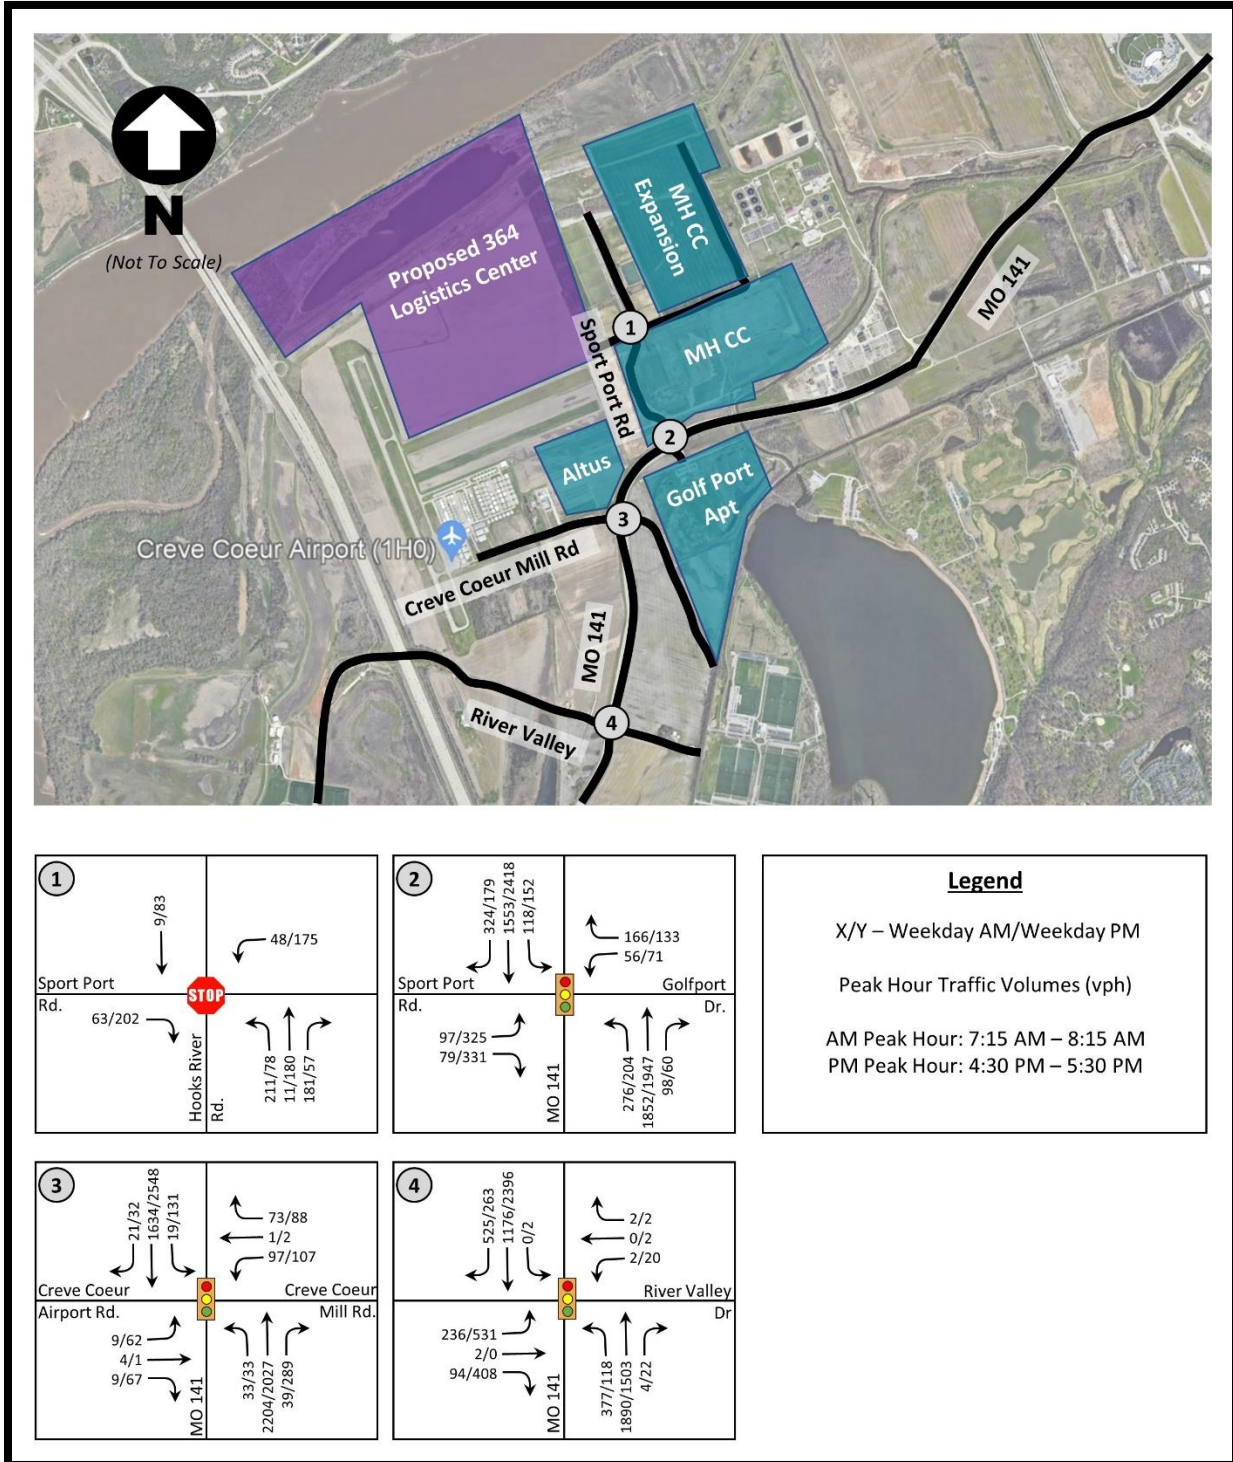 N
(Not To Scale)
Proposed 364
Logistics Center
MH CC
Expansion
MO 141
1
MH CC
Sport Port Rd
2
Altus
Golf Port
Apt
3
Creve Coeur Airport (1H0)
Creve Coeur Mill Rd
MO 141
4
River Valley
1
9/83
48/175
Sport Port
Rd.
STOP
63/202
Hooks River
Rd.
211/78
11/180
181/57
2
324/179
1553/2418
118/152
166/133
56/71
Sport Port
Rd.
Golfport
Dr.
97/325
79/331
MO 141
276/204
1852/1947
98/60
Legend
X/Y – Weekday AM/Weekday PM
Peak Hour Traffic Volumes (vph)
AM Peak Hour: 7:15 AM – 8:15 AM
PM Peak Hour: 4:30 PM – 5:30 PM
3
21/32
1634/2548
19/131
73/88
1/2
97/107
Creve Coeur
Airport Rd.
Creve Coeur
Mill Rd.
9/62
4/1
9/67
MO 141
33/33
2204/2027
39/289
4
525/263
1176/2396
0/2
2/2
0/2
2/20
River Valley
Dr
236/531
2/0
94/408
MO 141
377/118
1890/1503
4/22